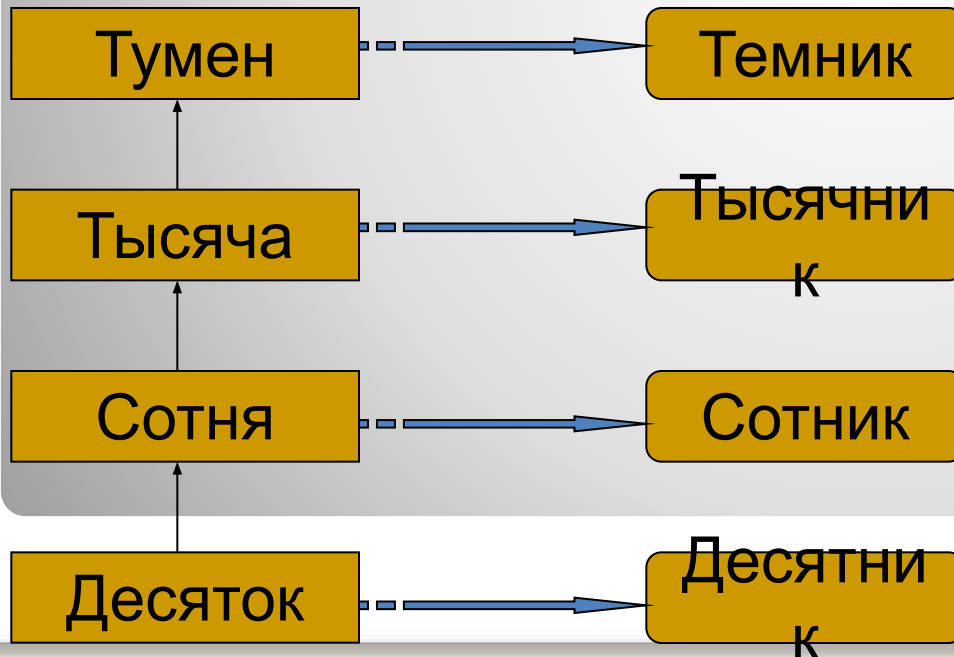 Тумен
Темник
Тысяча
Тысячни
к
Сотня
Сотник
Десяток
Десятни
к